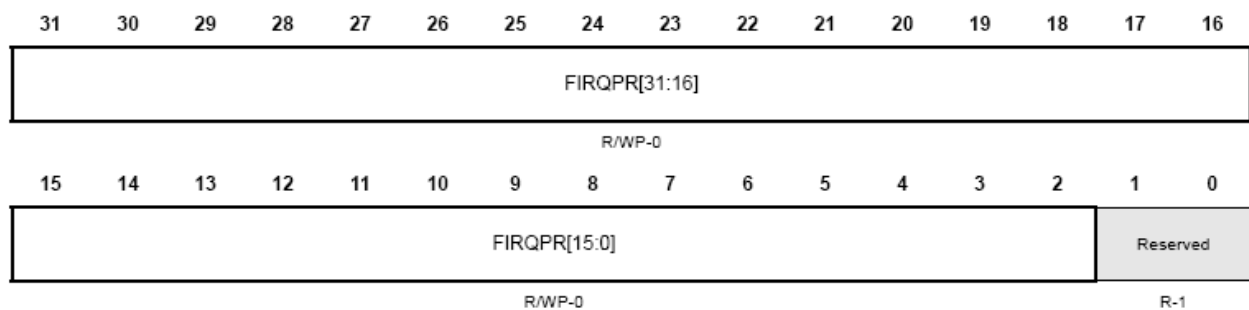 31 30 29 28 27 26 25 24 23 22 21 20 19 18 17 16
FIRQPR[31:16]
R/WP-0
15 14 13 12 11 10 9 8 7 6 5 4 3 2 1 0
FIRQPR[15:0] Reserved
R/WP-0 R-1